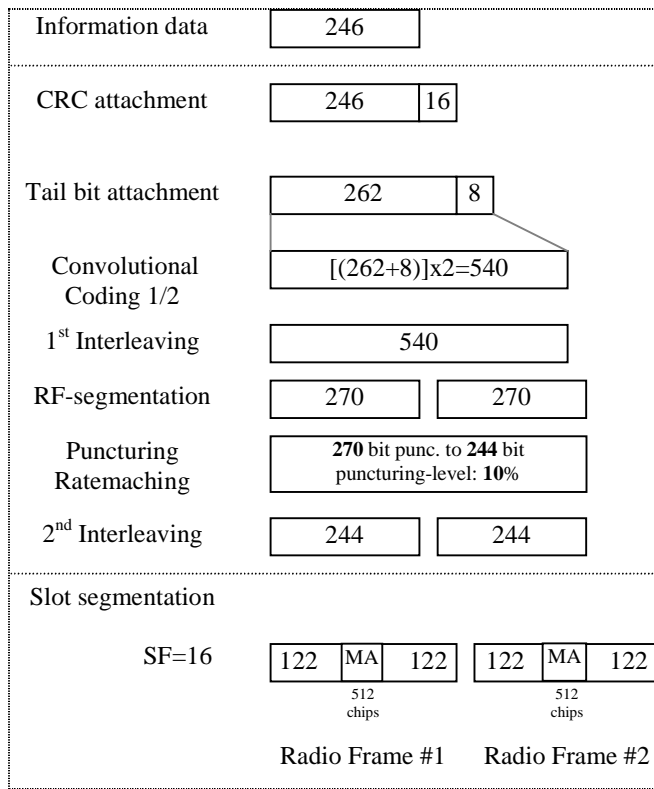 Information data 246
CRC attachment 246 16
Tail bit attachment 262 8
Convolutional
Coding 1/2
[(262+8)]x2=540
1st Interleaving 540
RF-segmentation 270 270
Puncturing
Ratemaching
270 bit punc. to 244 bit
puncturing-level: 10%
2nd Interleaving 244 244
Slot segmentation
SF=16 122 MA 122 122 MA 122
512 512
chips chips
Radio Frame #1 Radio Frame #2